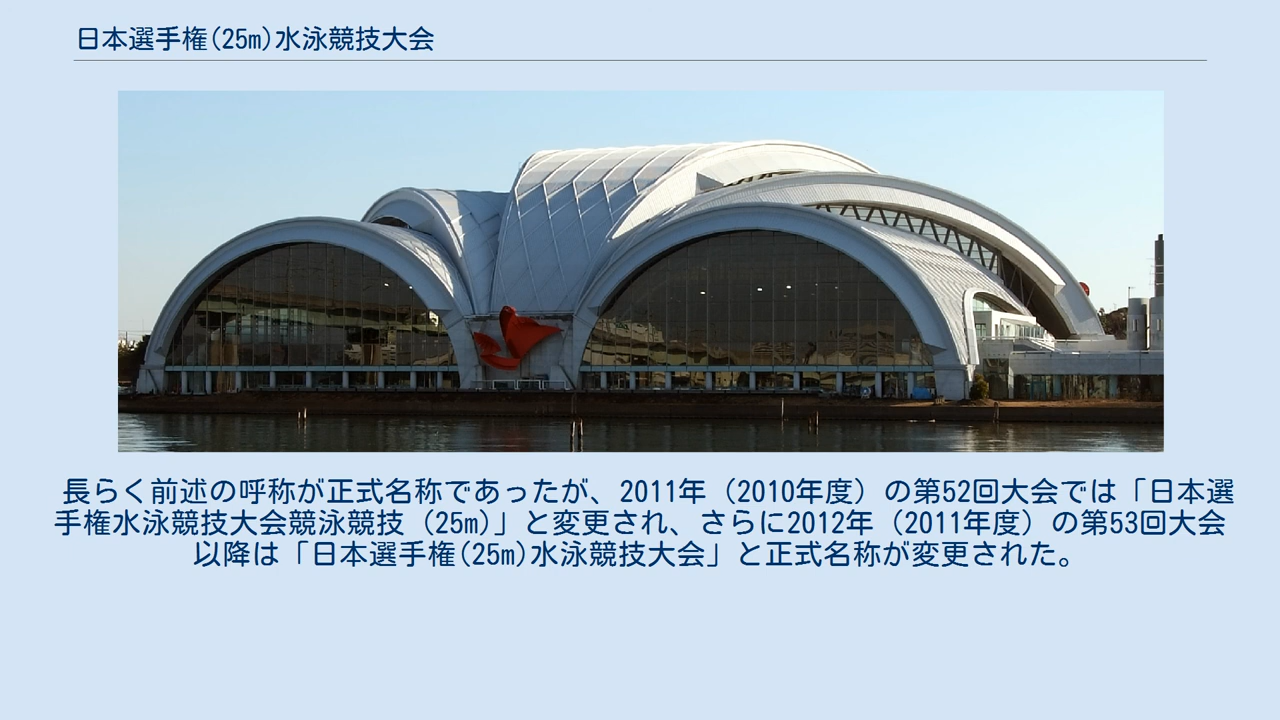 日本選手権(25m)水泳競技大会
長らく前述の呼称が正式名称であったが、2011年（2010年度）の第52回大会では「日本選
手権水泳競技大会競泳競技（25m)」と変更され、さらに2012年（2011年度）の第53回大会
以降は「日本選手権(25m)水泳競技大会」と正式名称が変更された。